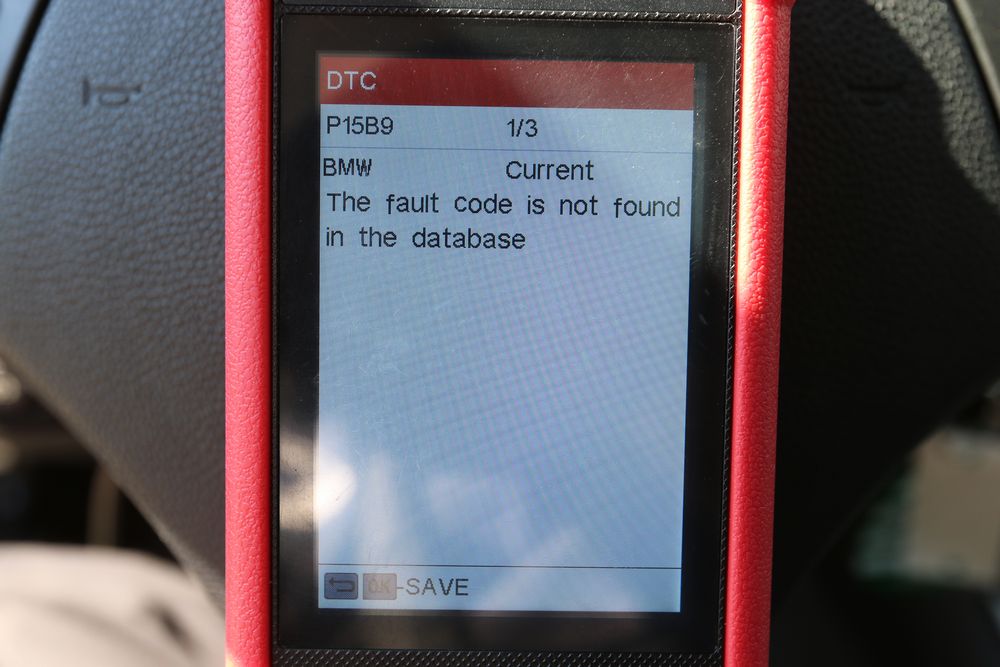 DTC
P15B9 1/3
BMW Current
The fault code is not found
in the database
OK-SAVE